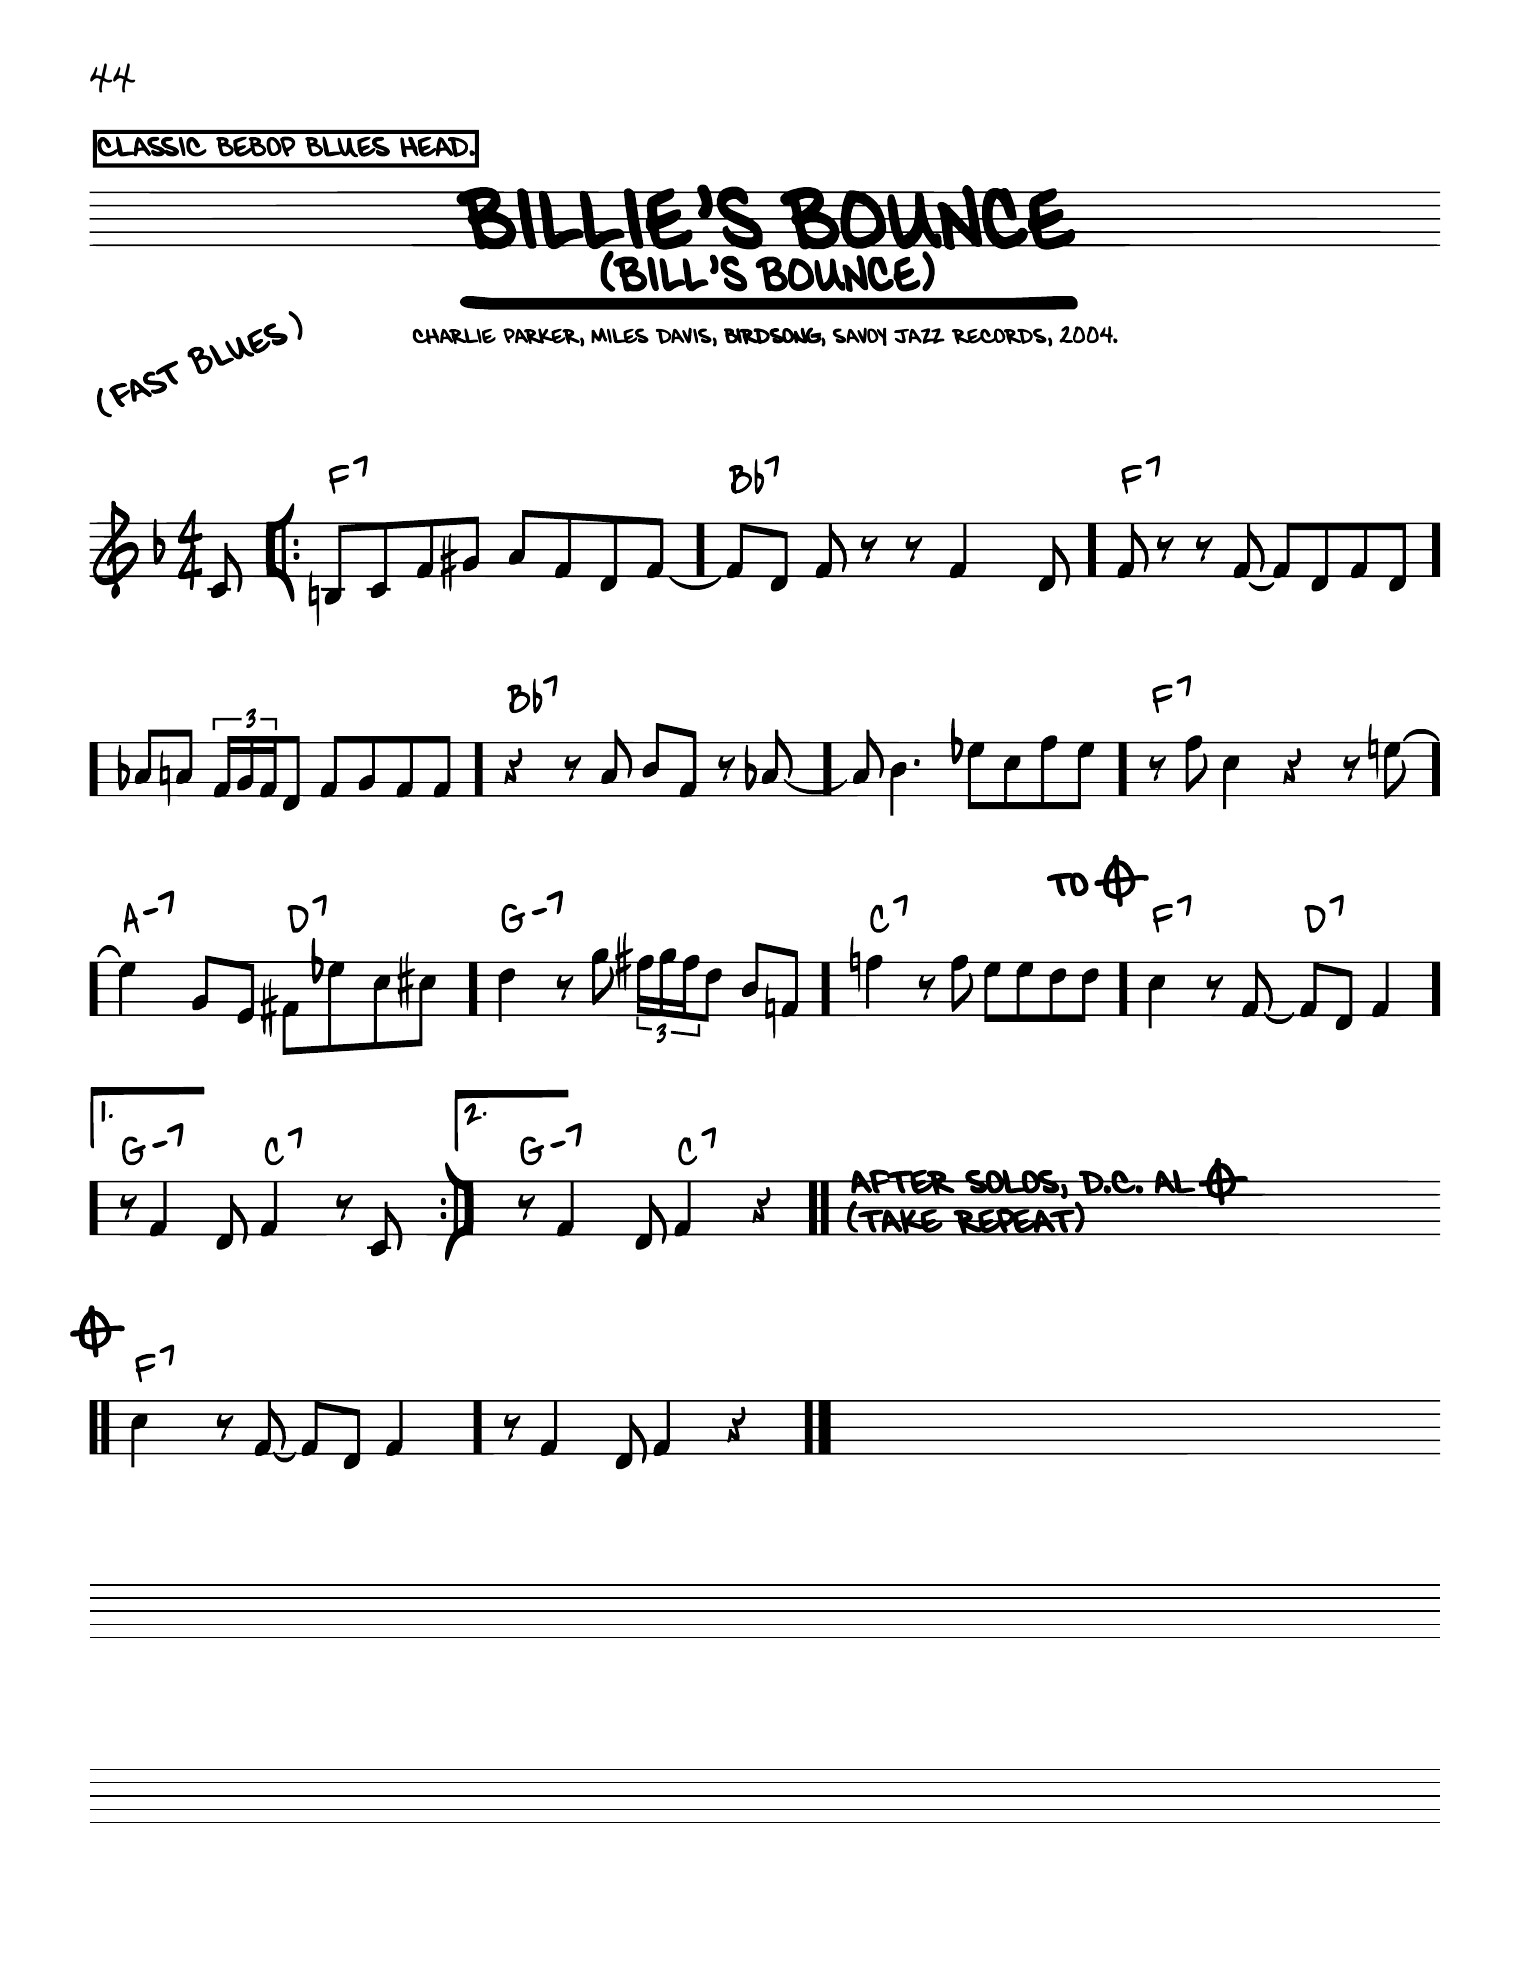 44
CLASSIC BEBOP BLUES HEAD.
BILLIE'S BOUNCE
(BILL'S BOUNCE)
CHARLIE PARKER, MILES DAVIS, BIRDSONG, SAVOY JAZZ RECORDS, 2004.
(FAST BLUES)
F7 Bb7 F7
4
4
3 Bb7 F7
TO
A-7 D7 G-7 C7 F7 D7
3
1. 2.
G-7 C7 G-7 C7
AFTER SOLOS, D.C. AL
(TAKE REPEAT)
F7